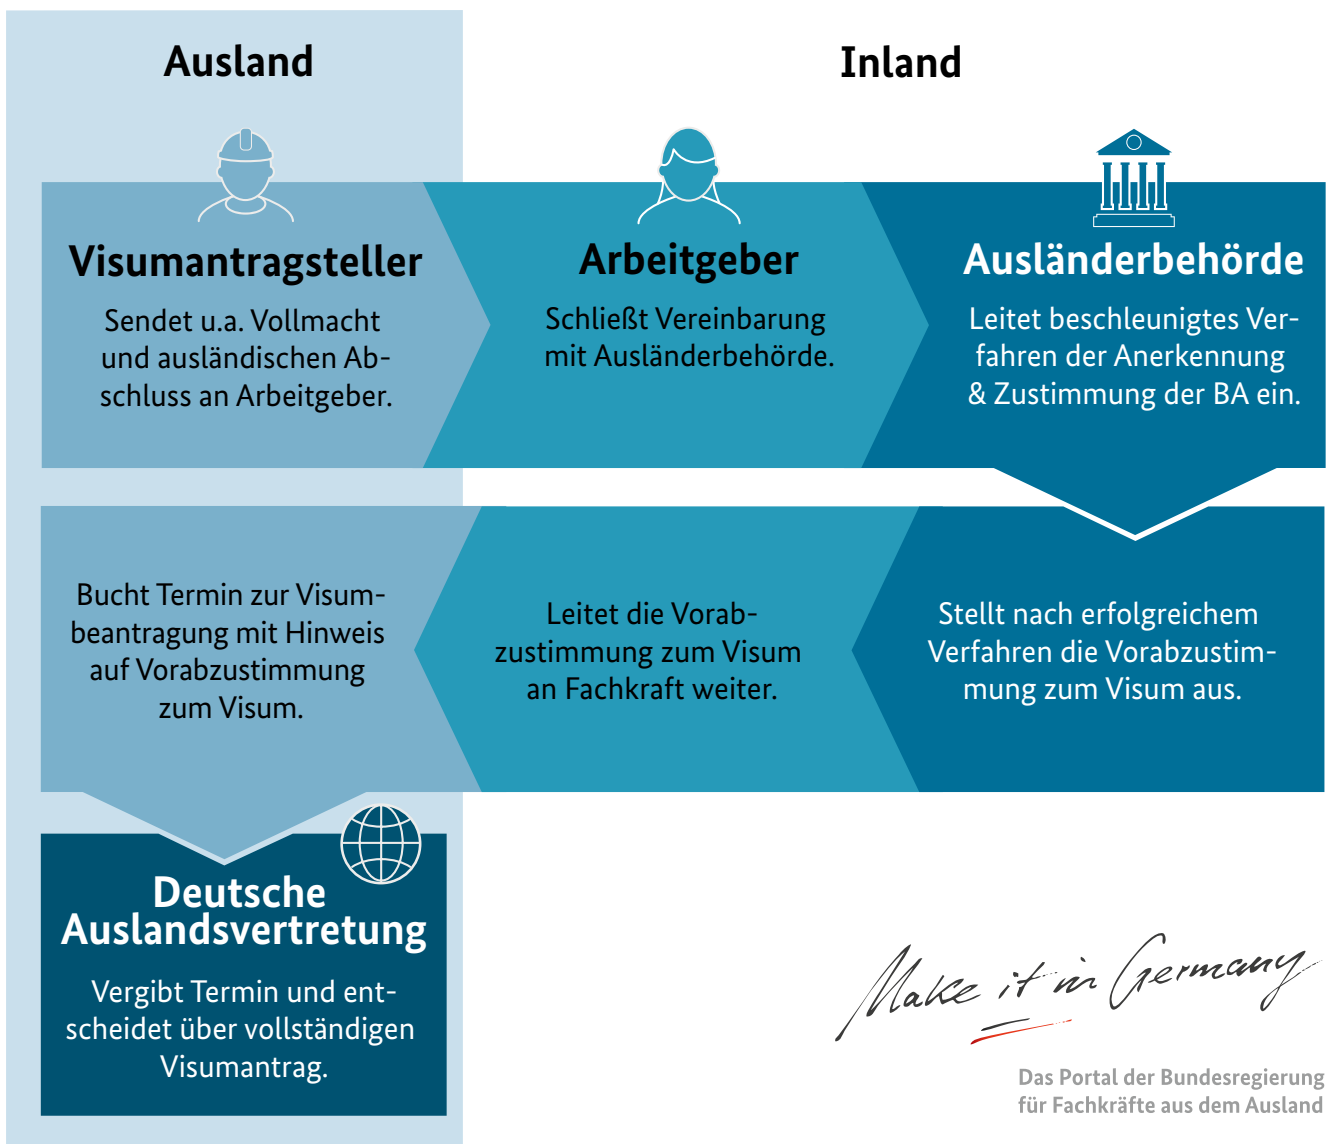 Ausland
Inland
Visumantragsteller
Sendet u.a. Vollmacht
und ausländischen Ab-
schluss an Arbeitgeber.
Arbeitgeber
Schließt Vereinbarung
mit Ausländerbehörde.
Ausländerbehörde
Leitet beschleunigtes Ver-
fahren der Anerkennung
& Zustimmung der BA ein.
Bucht Termin zur Visum-
beantragung mit Hinweis
auf Vorabzustimmung
zum Visum.
Leitet die Vorab-
zustimmung zum Visum
an Fachkraft weiter.
Stellt nach erfolgreichem
Verfahren die Vorabzustim-
mung zum Visum aus.
Deutsche
Auslandsvertretung
Vergibt Termin und ent-
scheidet über vollständigen
Visumantrag.
Make it in Germany
Das Portal der Bundesregierung
für Fachkräfte aus dem Ausland